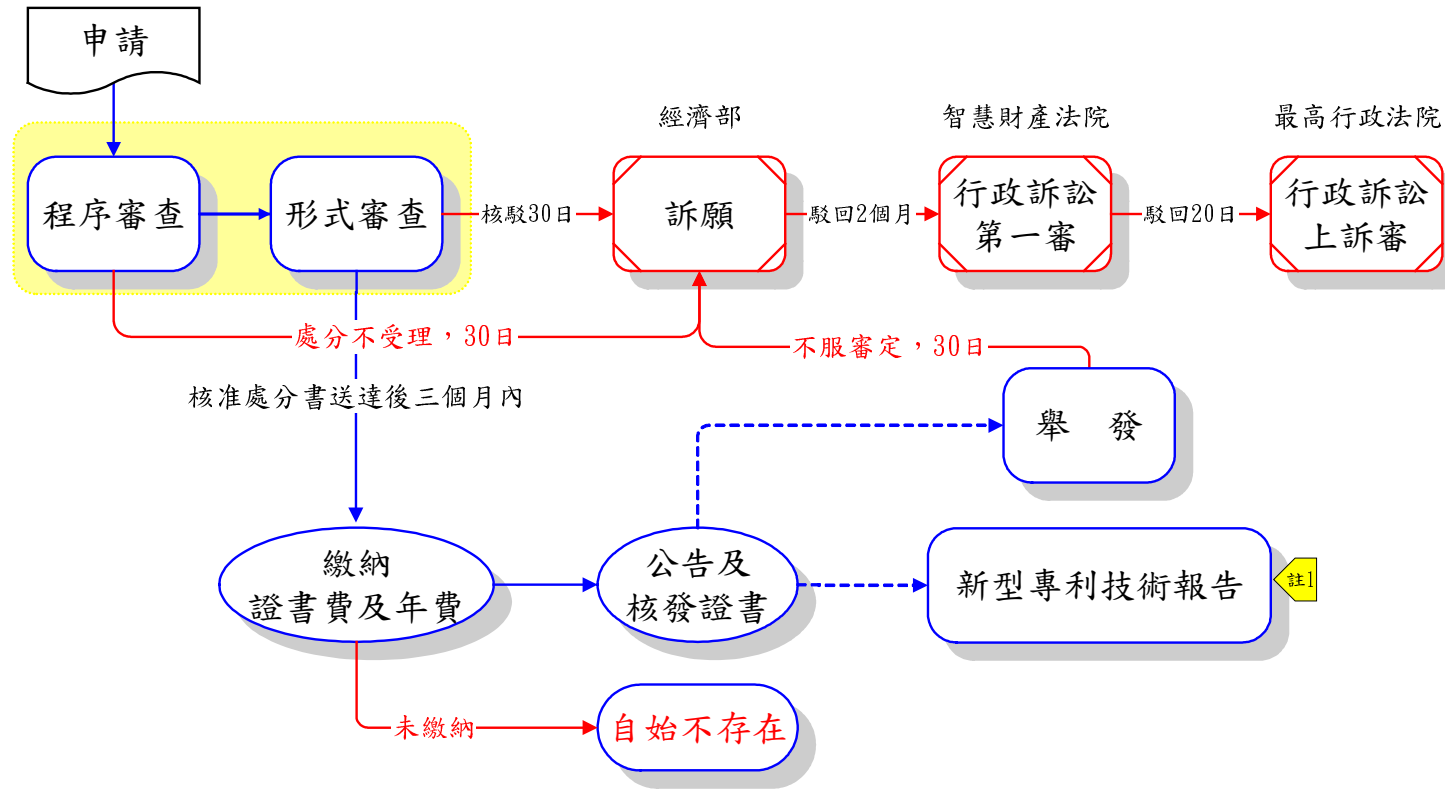 申請
經濟部
智慧財產法院
最高行政法院
程序審查
形式審查
核駁30日
訴願
駁回2個月
行政訴訟
第一審
駁回20日
行政訴訟
上訴審
處分不受理，30日
不服審定，30日
核准處分書送達後三個月內
舉　發
繳納
證書費及年費
公告及
核發證書
新型專利技術報告
註1
未繳納
自始不存在